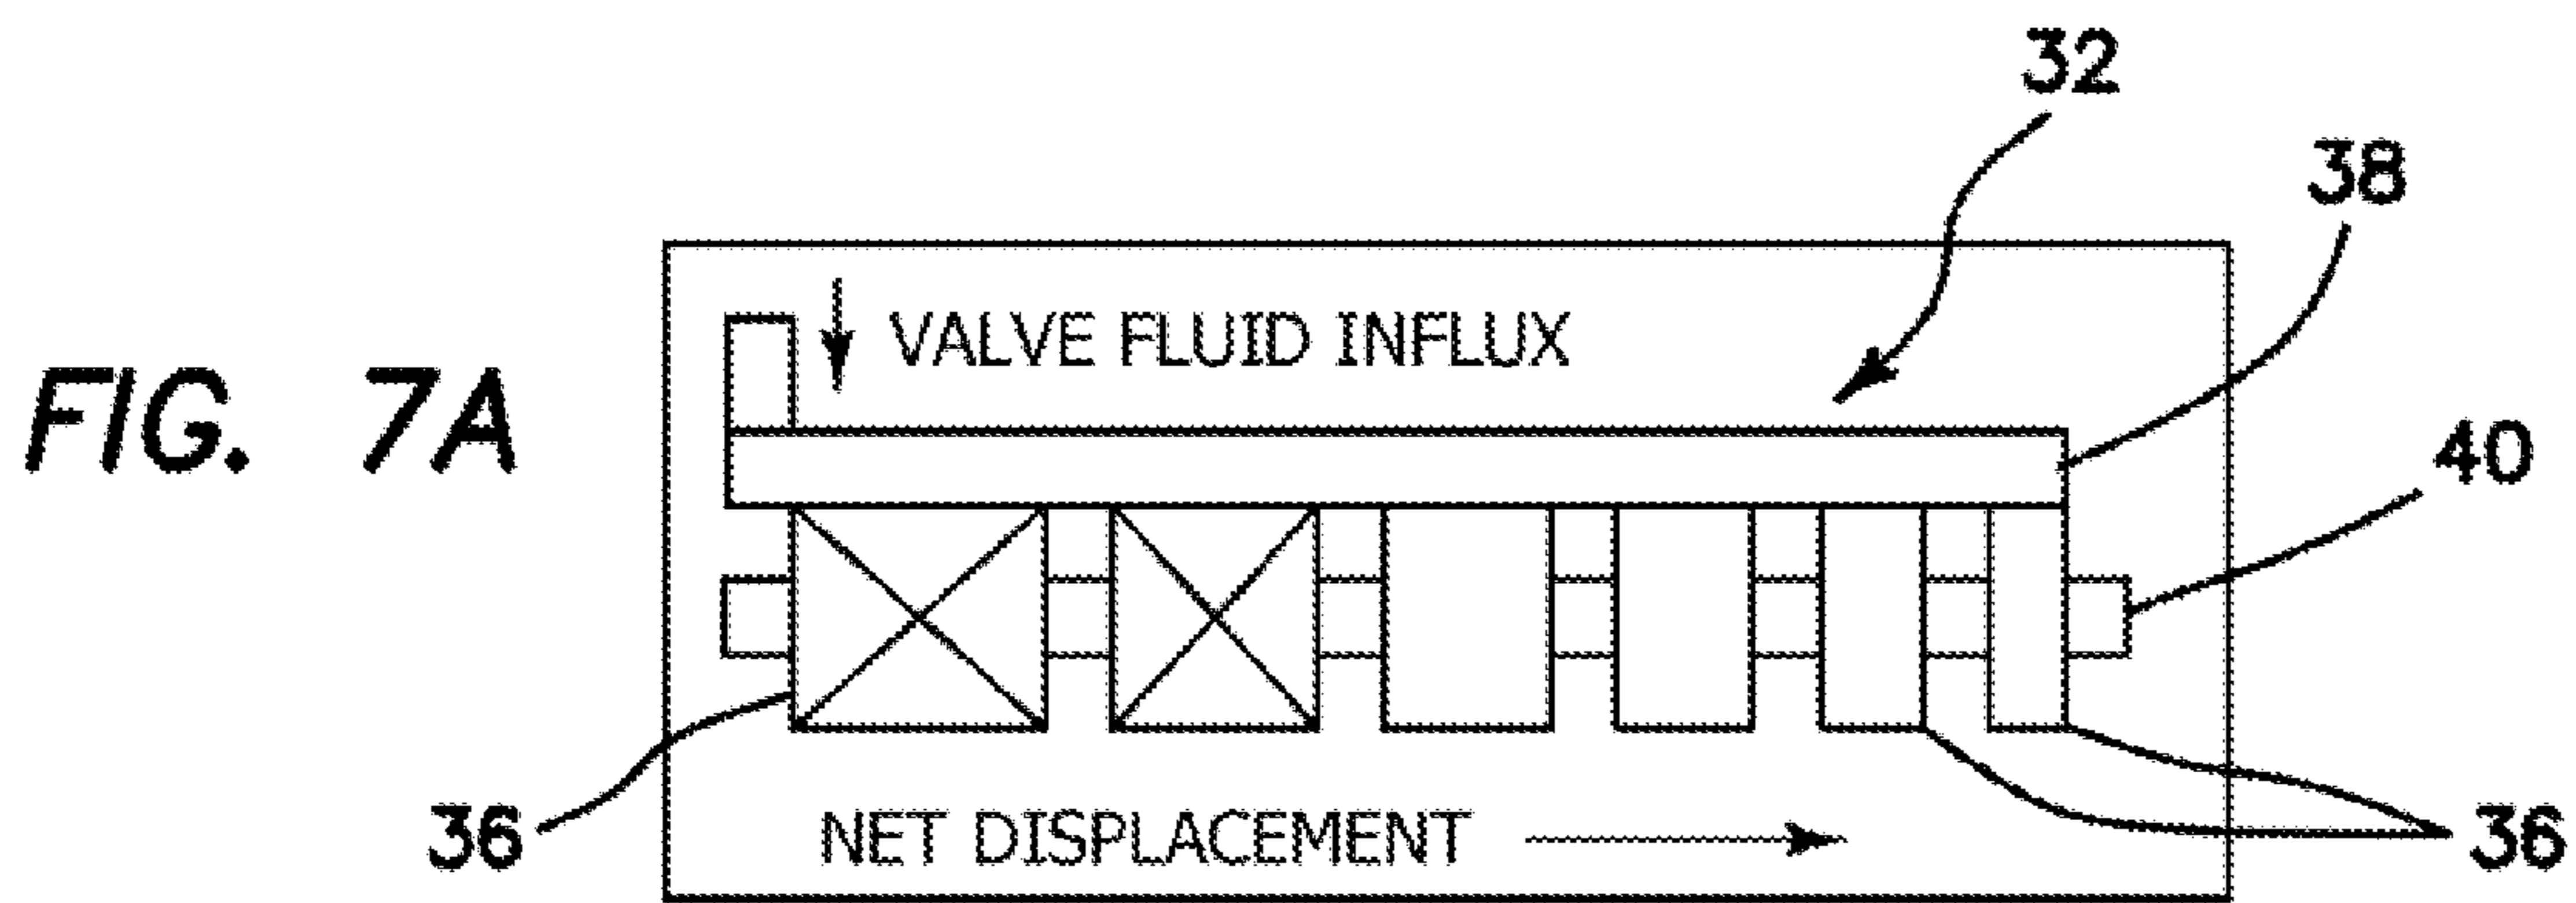 32
38
VALVE FLUID INFLUX
FIG. 7A
40
36
NET DISPLACEMENT
36